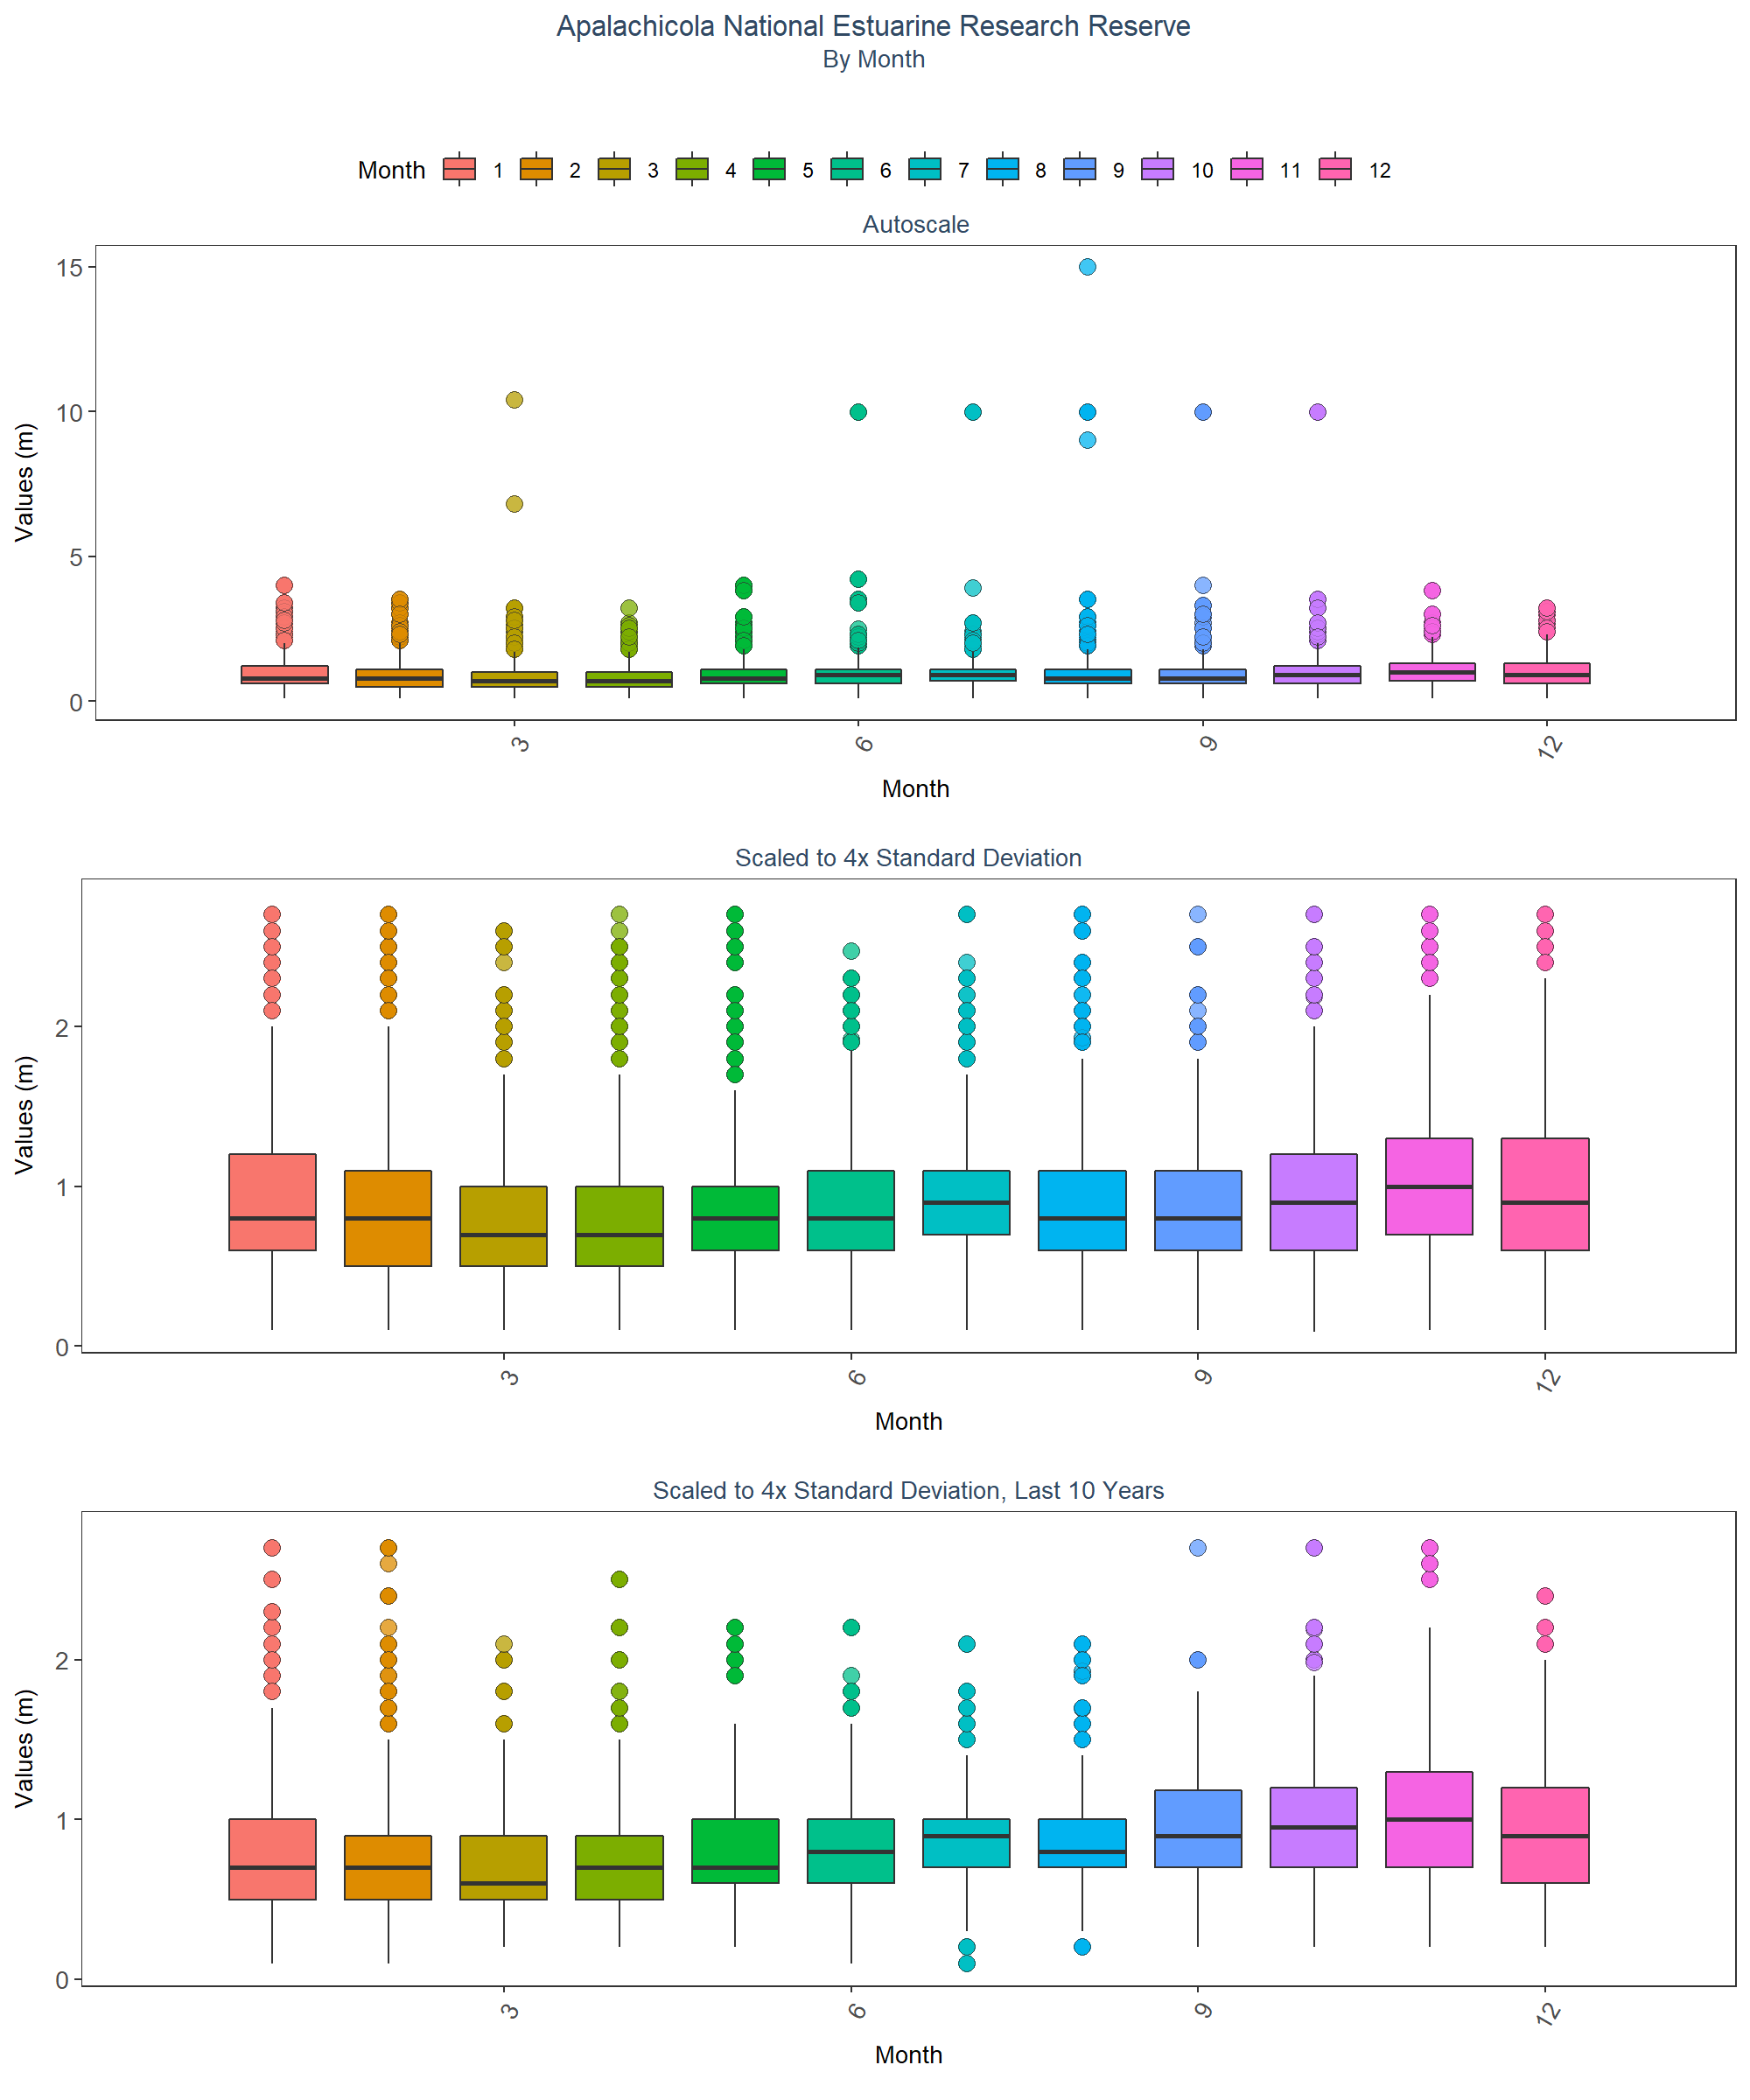 Apalachicola National Estuarine Research Reserve
By Month
Month 1 2 3 4 5 6 7 8 9 10 11 12
Autoscale
Values (m)
15
10
5
0
3 6 9 12
Month
Scaled to 4x Standard Deviation
Values (m)
2
1
0
3 6 9 12
Month
Scaled to 4x Standard Deviation, Last 10 Years
Values (m)
2
1
0
3 6 9 12
Month